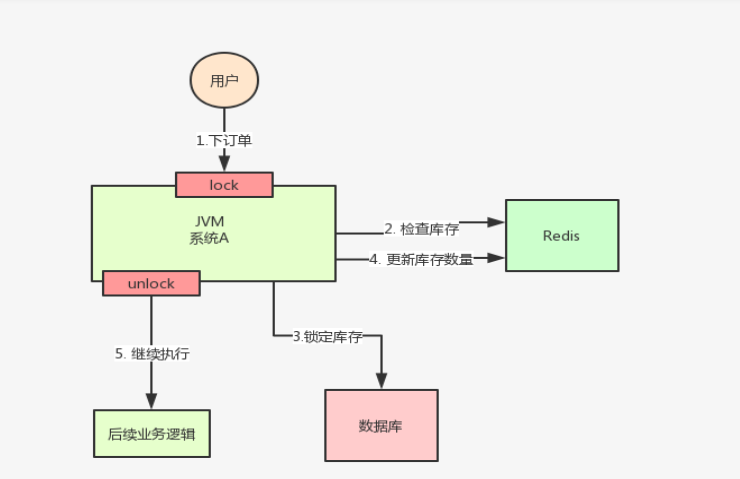 用户
1.下订单
lock
JVM
系统A
2. 检查库存
Redis
4. 更新库存数量
unlock
3.锁定库存
5. 继续执行
后续业务逻辑
数据库